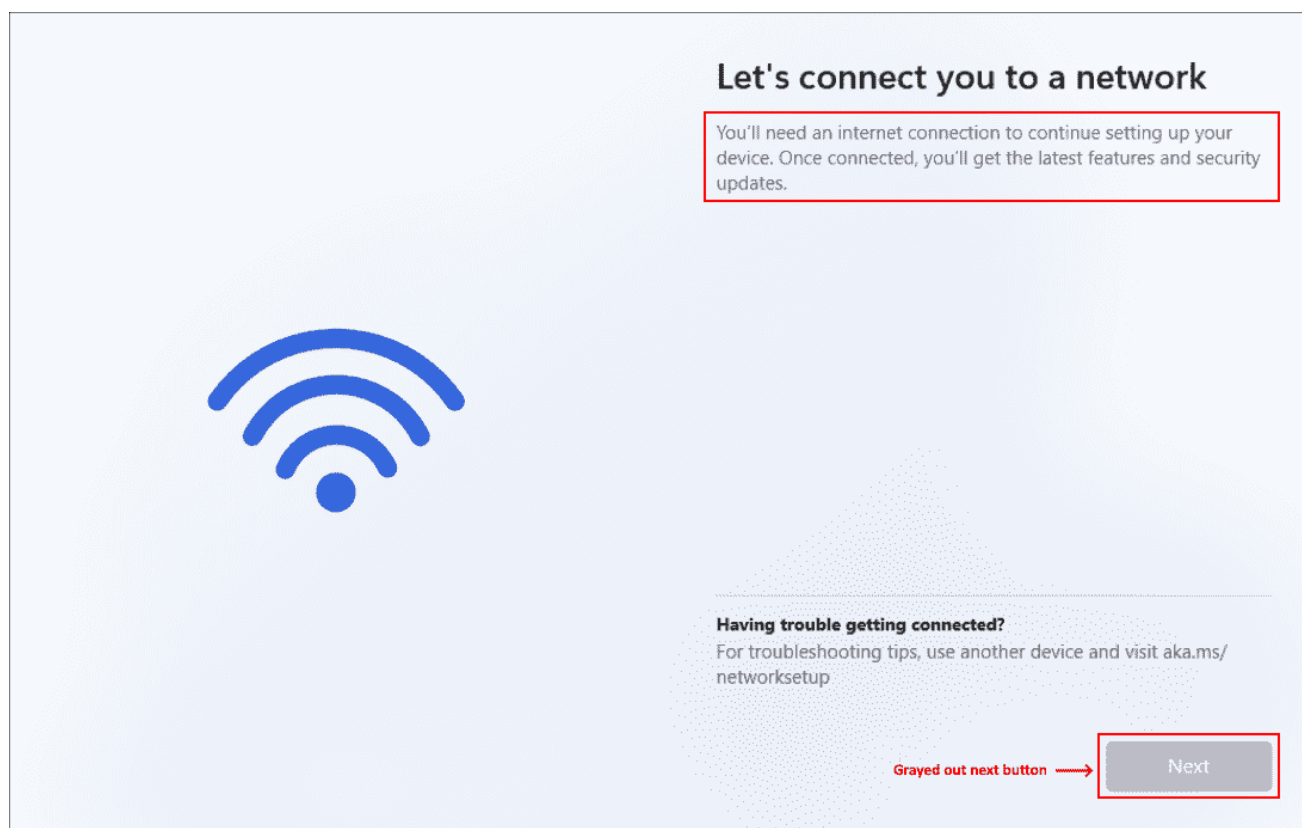 Let's connect you to a network
You'll need an internet connection to continue setting up your
device. Once connected, you'll get the latest features and security
updates.
Having trouble getting connected?
For troubleshooting tips, use another device and visit aka.ms/
networksetup
Grayed out next button
Next